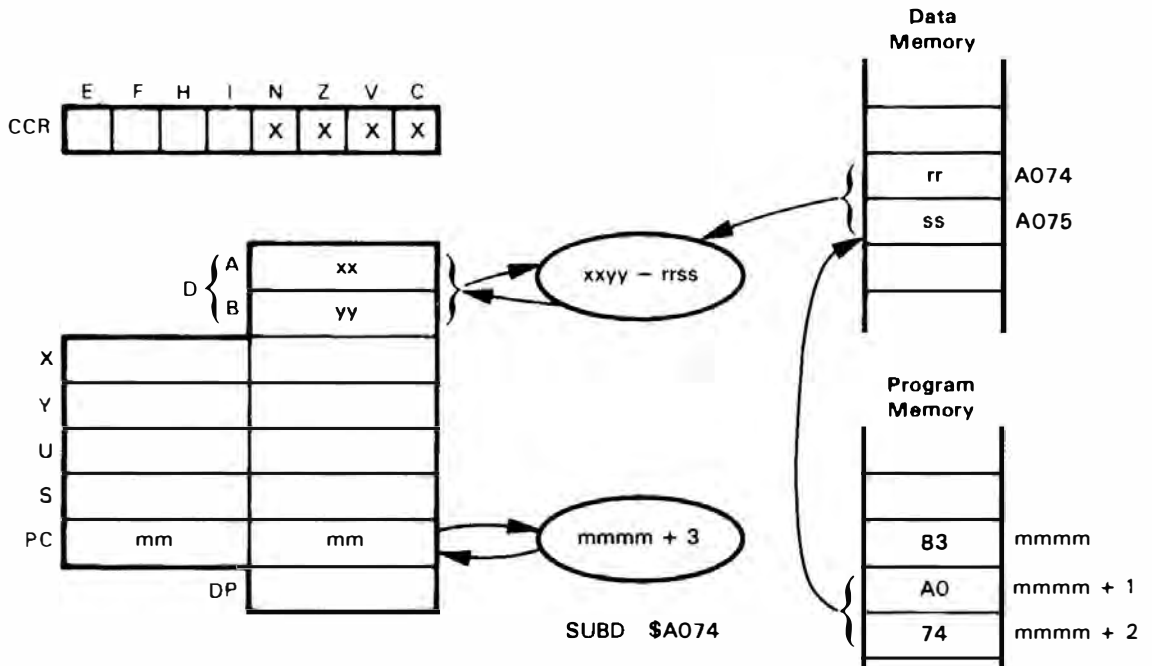 Data
Memory
E F H I N Z V C
CCR X X X X
rr A074
ss A075
D { A xx }
B yy
xxyy − rrss
X
Y
U
S
PC mm mm
DP
mmmm + 3
SUBD $A074
Program
Memory
83 mmmm
A0 mmmm + 1
74 mmmm + 2